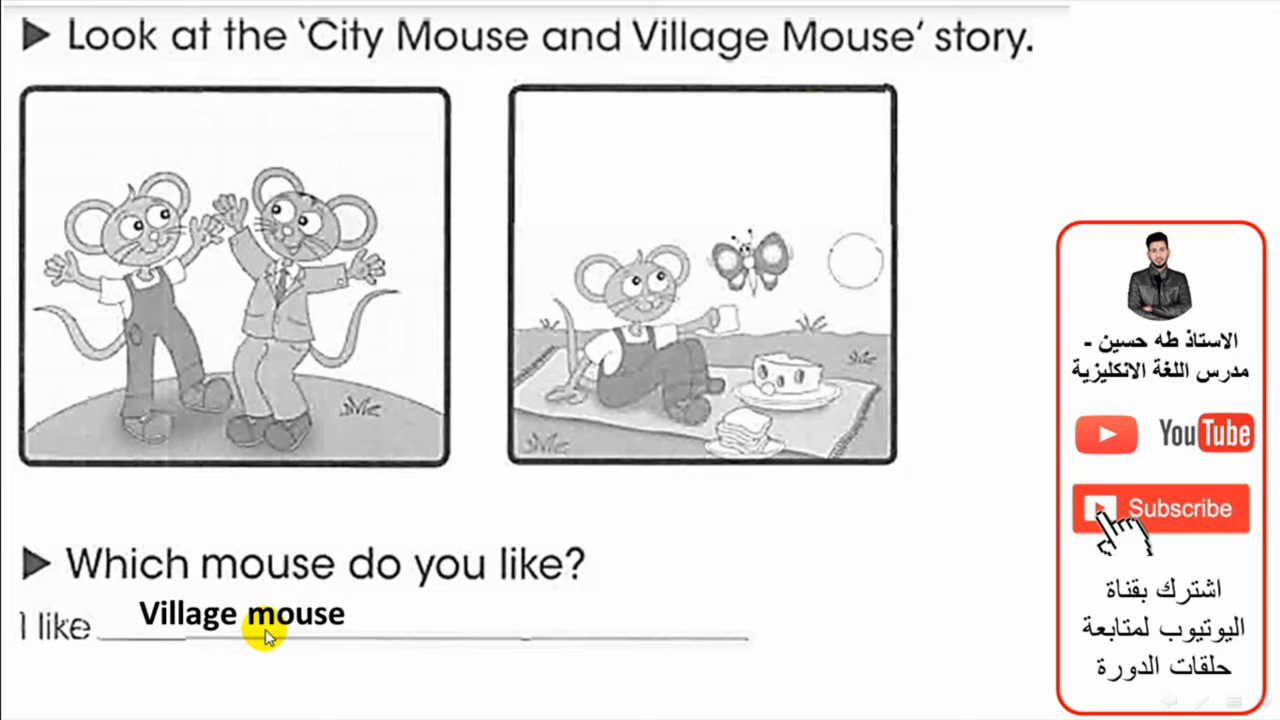 Look at the ‘City Mouse and Village Mouse’ story.
Which mouse do you like?
I like Village mouse
الاستاذ طه حسين -
مدرس اللغة الانكليزية
YouTube
Subscribe
اشترك بقناة
اليوتيوب لمتابعة
حلقات الدورة